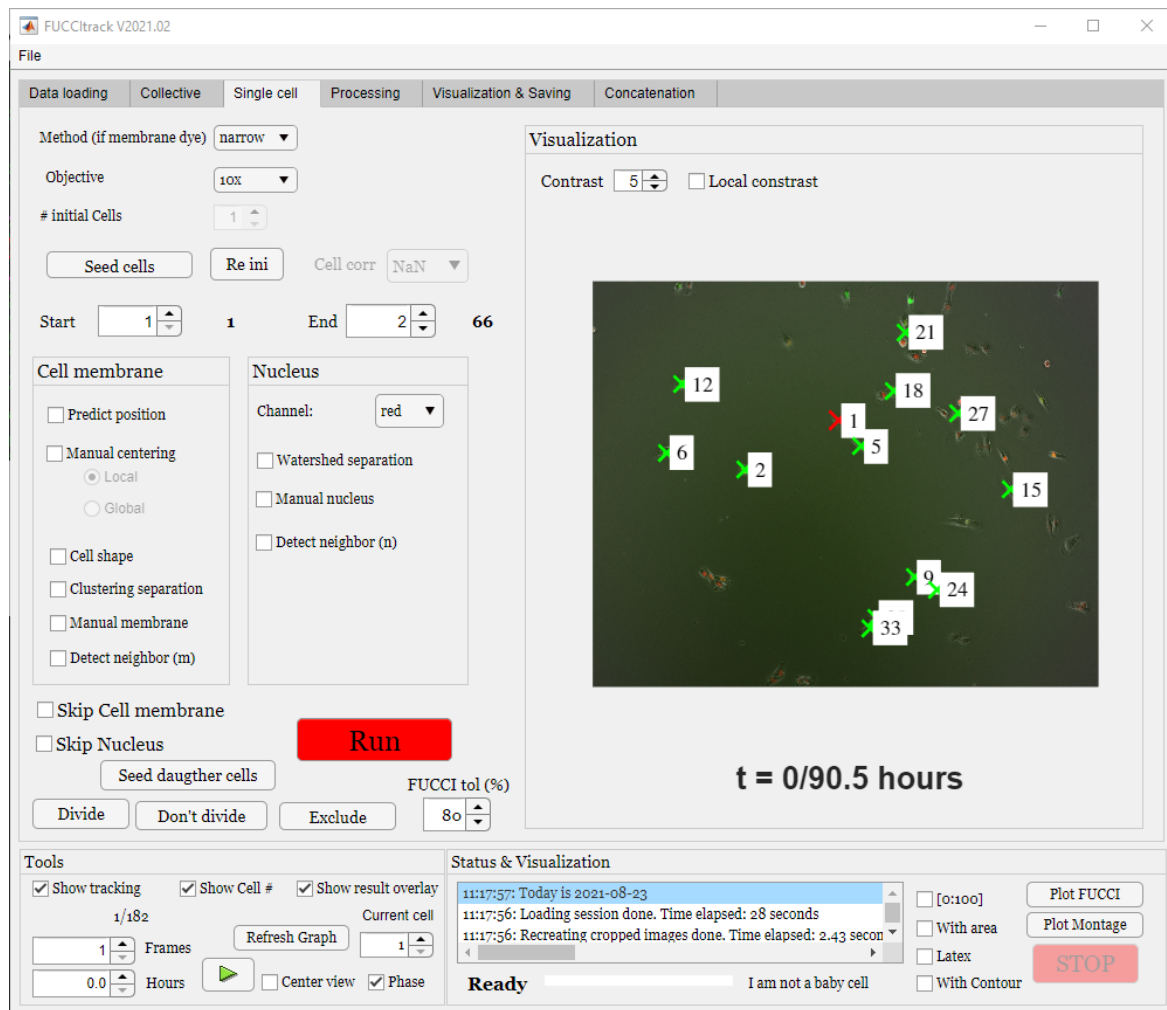 FUCCItrack V2021.02
File
Data loading Collective Single cell Processing Visualization & Saving Concatenation
Method (if membrane dye) narrow
Objective 10x
# initial Cells 1
Seed cells Re ini Cell corr NaN
Start 1 1 End 2 66
Cell membrane
Predict position
Manual centering
Local
Global
Cell shape
Clustering separation
Manual membrane
Detect neighbor (m)
Nucleus
Channel: red
Watershed separation
Manual nucleus
Detect neighbor (n)
Skip Cell membrane
Skip Nucleus
Run
Seed daugther cells
Divide Don't divide Exclude
FUCCI tol (%)
80
Visualization
Contrast 5 Local constrast
21
12
18
27
1
5
6
2
15
9
24
33
t = 0/90.5 hours
Tools
Show tracking Show Cell # Show result overlay
1/182
Current cell
1 Frames Refresh Graph 1
0.0 Hours Center view Phase
Status & Visualization
11:17:57: Today is 2021-08-23
11:17:56: Loading session done. Time elapsed: 28 seconds
11:17:56: Recreating cropped images done. Time elapsed: 2.43 secon
Ready I am not a baby cell
[0:100]
With area
Latex
With Contour
Plot FUCCI
Plot Montage
STOP